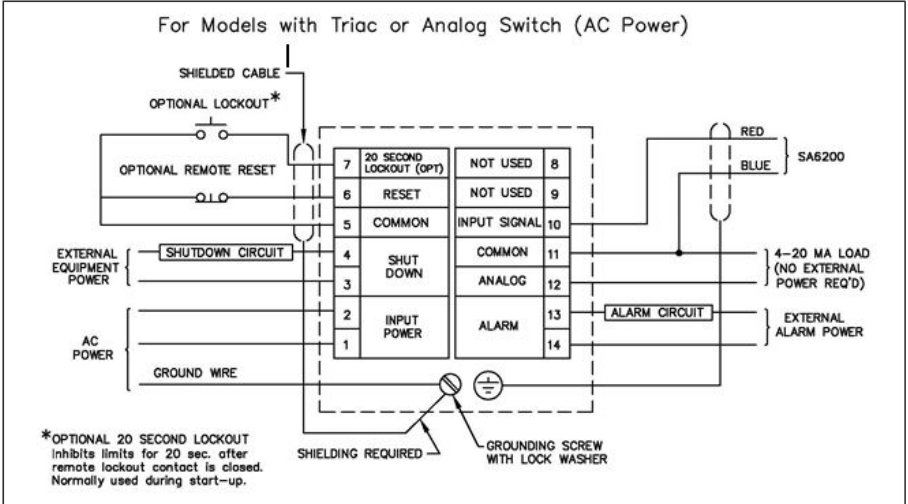 For Models with Triac or Analog Switch (AC Power)
SHIELDED CABLE
OPTIONAL LOCKOUT*
OPTIONAL REMOTE RESET
7
20 SECOND
LOCKOUT (OPT)
6
RESET
5
COMMON
4
3
SHUT
DOWN
2
1
INPUT
POWER
NOT USED
8
NOT USED
9
INPUT SIGNAL
10
COMMON
11
ANALOG
12
ALARM
13
14
RED
BLUE
SA6200
EXTERNAL
EQUIPMENT
POWER
SHUTDOWN CIRCUIT
AC
POWER
GROUND WIRE
4-20 MA LOAD
(NO EXTERNAL
POWER REQ'D)
ALARM CIRCUIT
EXTERNAL
ALARM POWER
*OPTIONAL 20 SECOND LOCKOUT
Inhibits limits for 20 sec. after
remote lockout contact is closed.
Normally used during start-up.
SHIELDING REQUIRED
GROUNDING SCREW
WITH LOCK WASHER